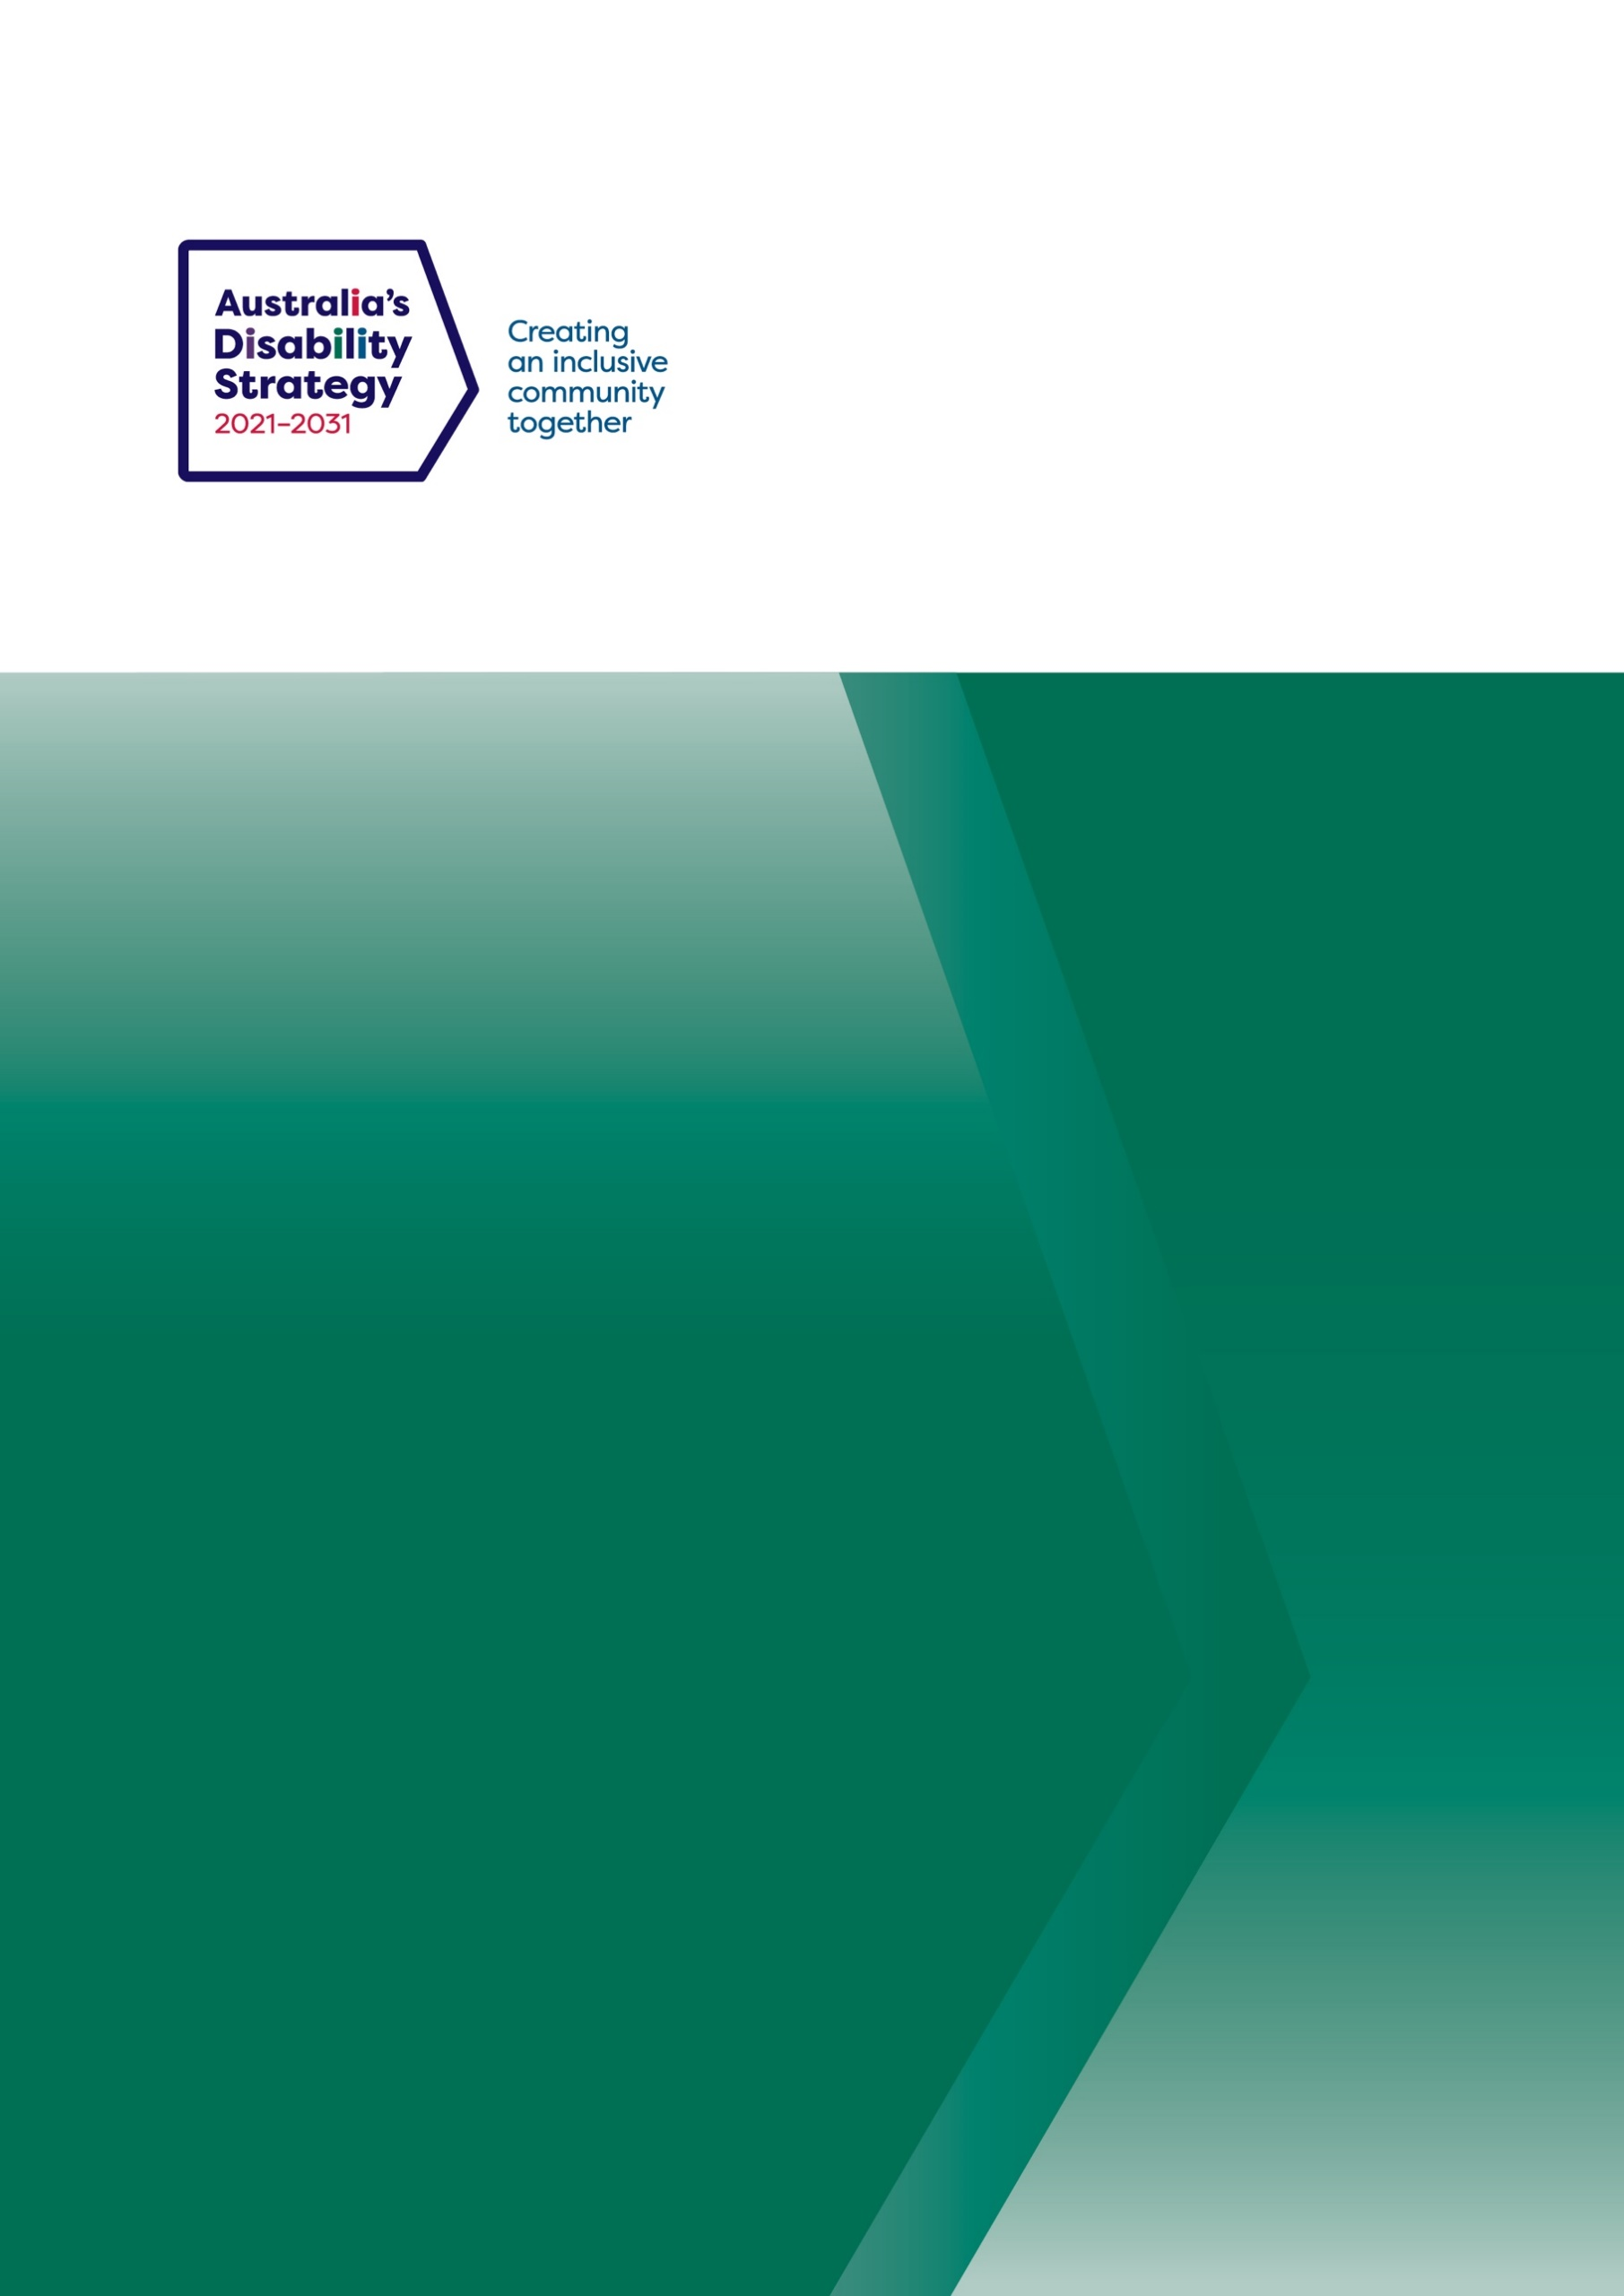 Australia's
Disability
Strategy
2021–2031
Creating
an inclusive
community
together